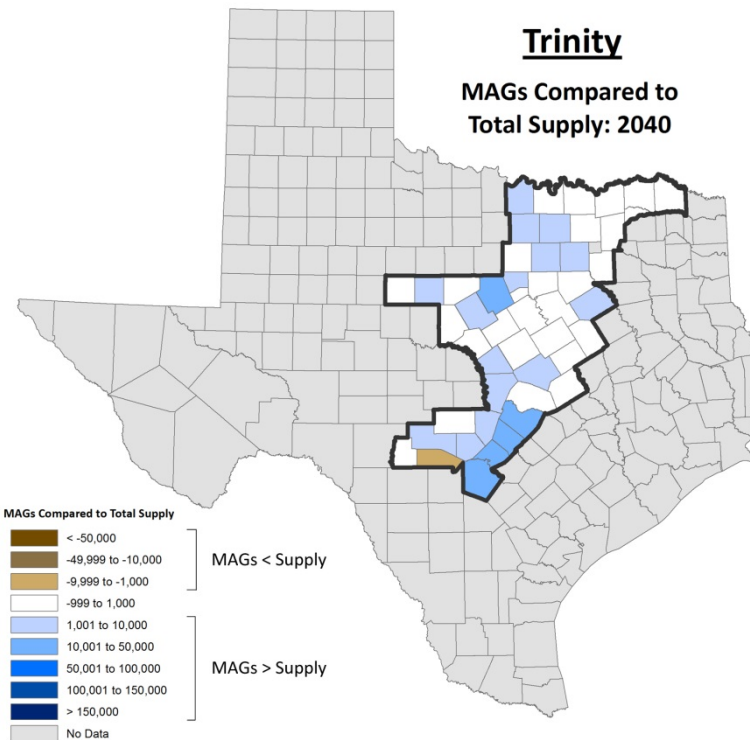 Trinity
MAGs Compared to
Total Supply: 2040
MAGs Compared to Total Supply
< -50,000
-49,999 to -10,000
-9,999 to -1,000
MAGs < Supply
-999 to 1,000
1,001 to 10,000
10,001 to 50,000
50,001 to 100,000
MAGs > Supply
100,001 to 150,000
> 150,000
No Data